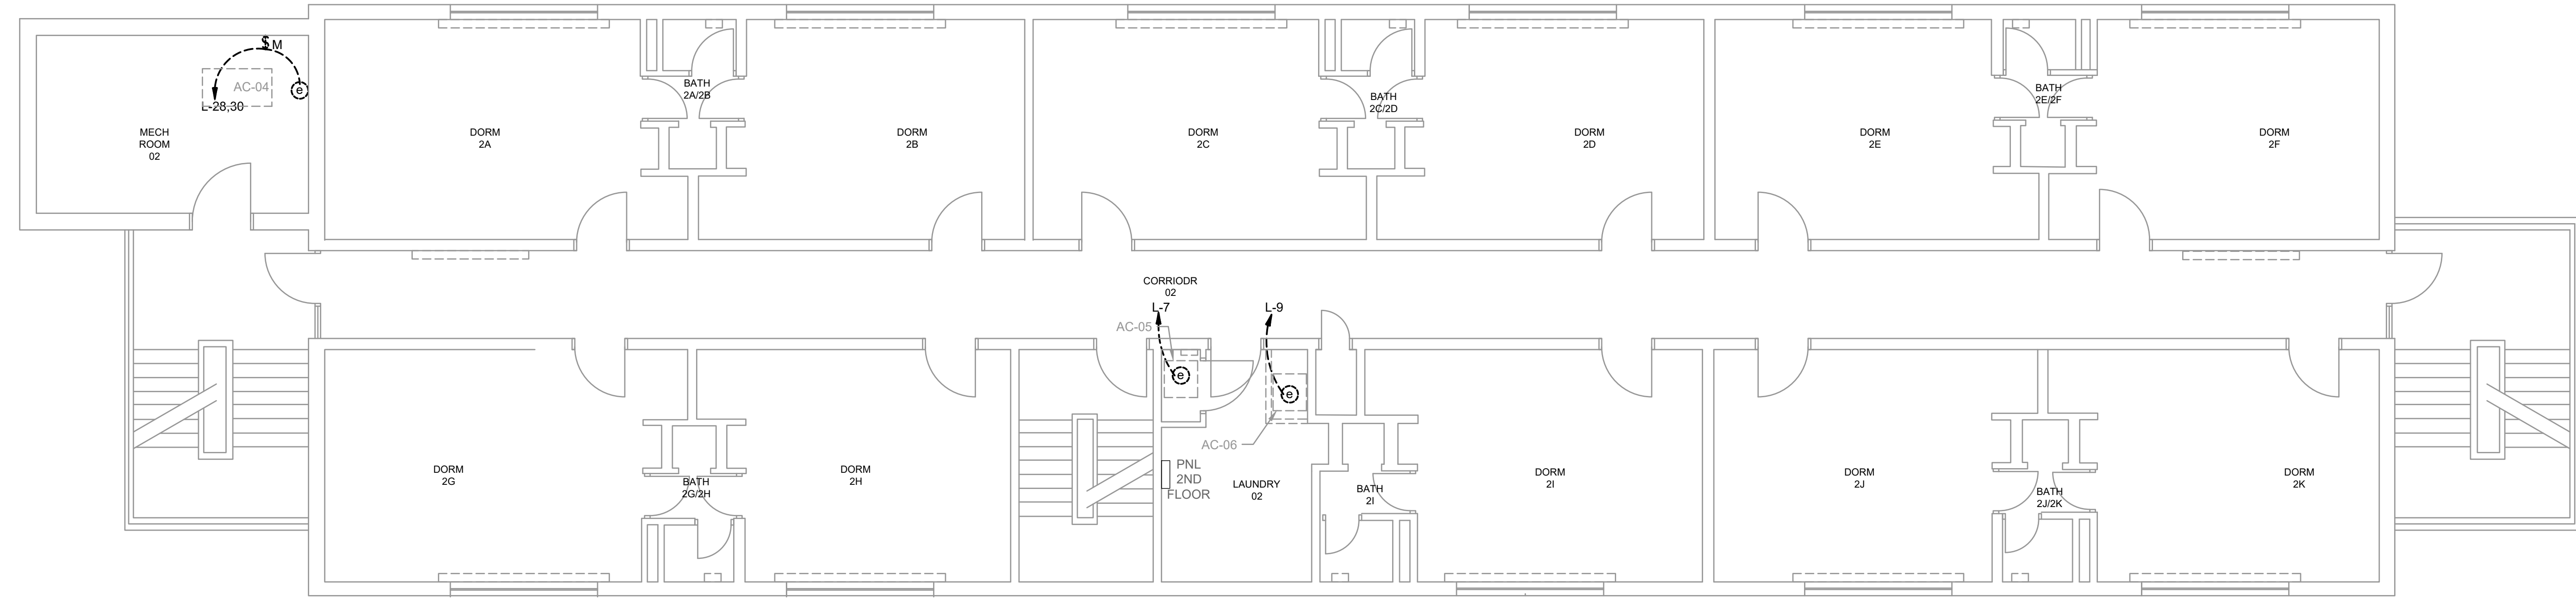 $M
AC-04
e
L-28,30
MECH
ROOM
02
DORM
2A
BATH
2A/2B
DORM
2B
DORM
2C
BATH
2C/2D
DORM
2D
DORM
2E
BATH
2E/2F
DORM
2F
CORRIODR
02
L-7
L-9
AC-05
e
e
AC-06
DORM
2G
BATH
2G/2H
DORM
2H
PNL
2ND
FLOOR
LAUNDRY
02
BATH
2I
DORM
2I
DORM
2J
BATH
2J/2K
DORM
2K